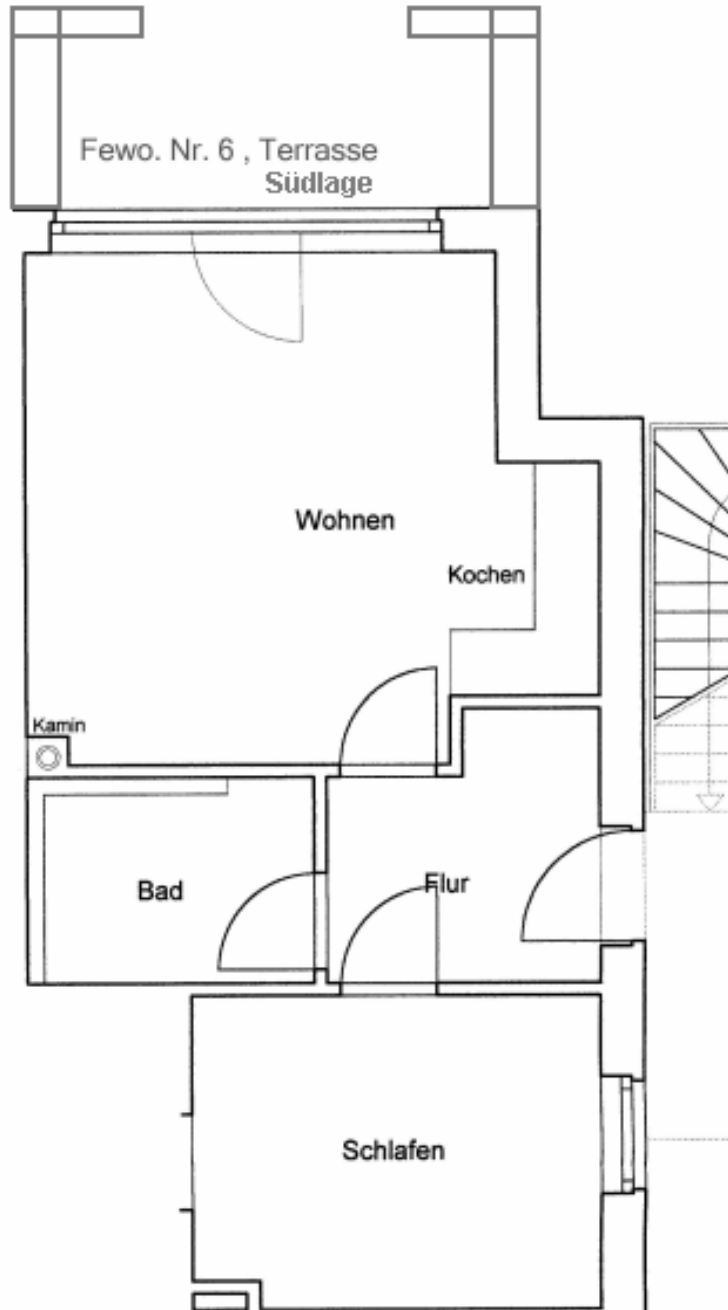 Fewo. Nr. 6 , Terrasse
Südlage
Wohnen
Kochen
Kamin
Bad
Flur
Schlafen